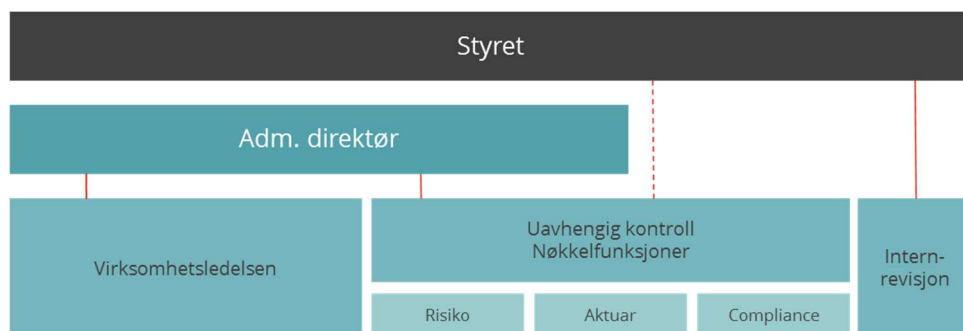 Styret
Adm. direktør
Virksomhetsledelsen
Uavhengig kontroll
Nøkkelfunksjoner
Intern-
revisjon
Risiko
Aktuar
Compliance